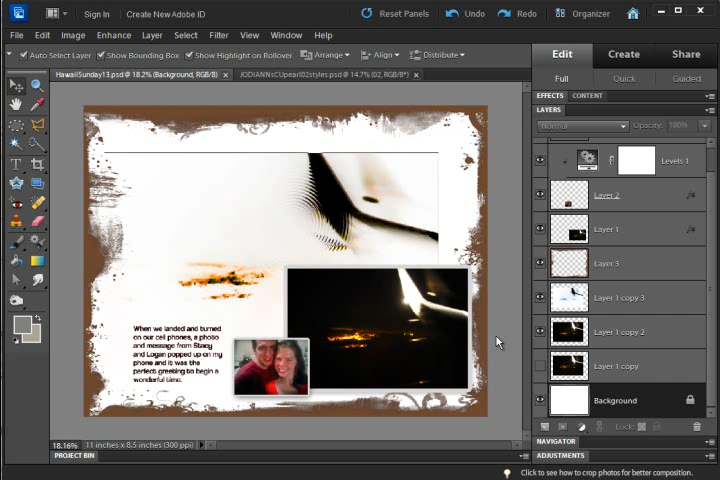 Sign In
Create New Adobe ID
Reset Panels
Undo
Redo
Organizer
File Edit Image Enhance Layer Select Filter View Window Help
Auto Select Layer Show Bounding Box Show Highlight on Rollover Arrange Align Distribute
Edit Create Share
HawaiiSunday13.psd @ 18.2% (Background, RGB/8) x JODIANNsCUpearl02styles.psd @ 14.7% (02, RGB/8*) x
Full Quick Guided
EFFECTS CONTENT
LAYERS
Normal Opacity: 100%
Levels 1
Layer 2
Layer 1
Layer 3
Layer 1 copy 3
Layer 1 copy 2
Layer 1 copy
Background
When we landed and turned
on our cell phones, a photo
and message from Stacy
and Logan popped up on my
phone and it was the
perfect greeting to begin a
wonderful time.
Lock:
18.16% 11 inches x 8.5 inches (300 ppi)
NAVIGATOR
PROJECT BIN
ADJUSTMENTS
Click to see how to crop photos for better composition.